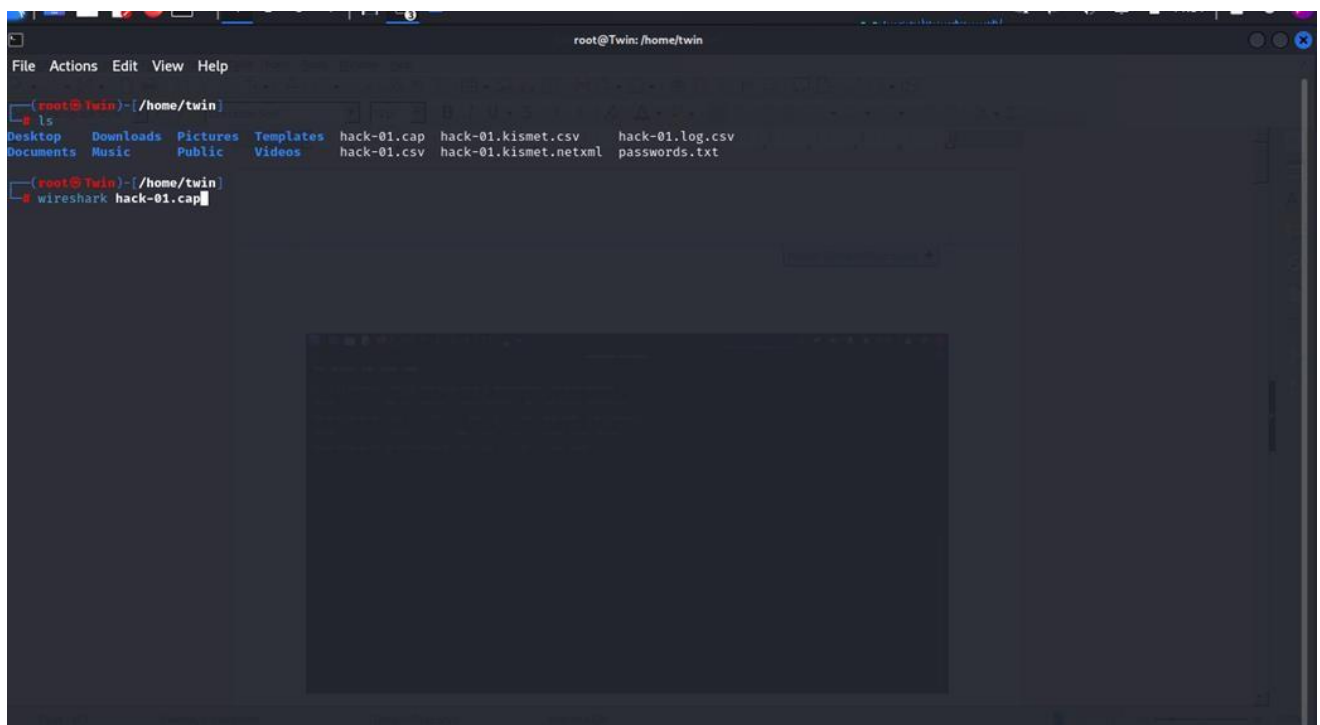 root@Twin: /home/twin
File Actions Edit View Help
┌──(root㉿Twin)-[/home/twin]
└─# ls
Desktop Downloads Pictures Templates hack-01.cap hack-01.kismet.csv hack-01.log.csv
Documents Music Public Videos hack-01.csv hack-01.kismet.netxml passwords.txt
┌──(root㉿Twin)-[/home/twin]
└─# wireshark hack-01.cap